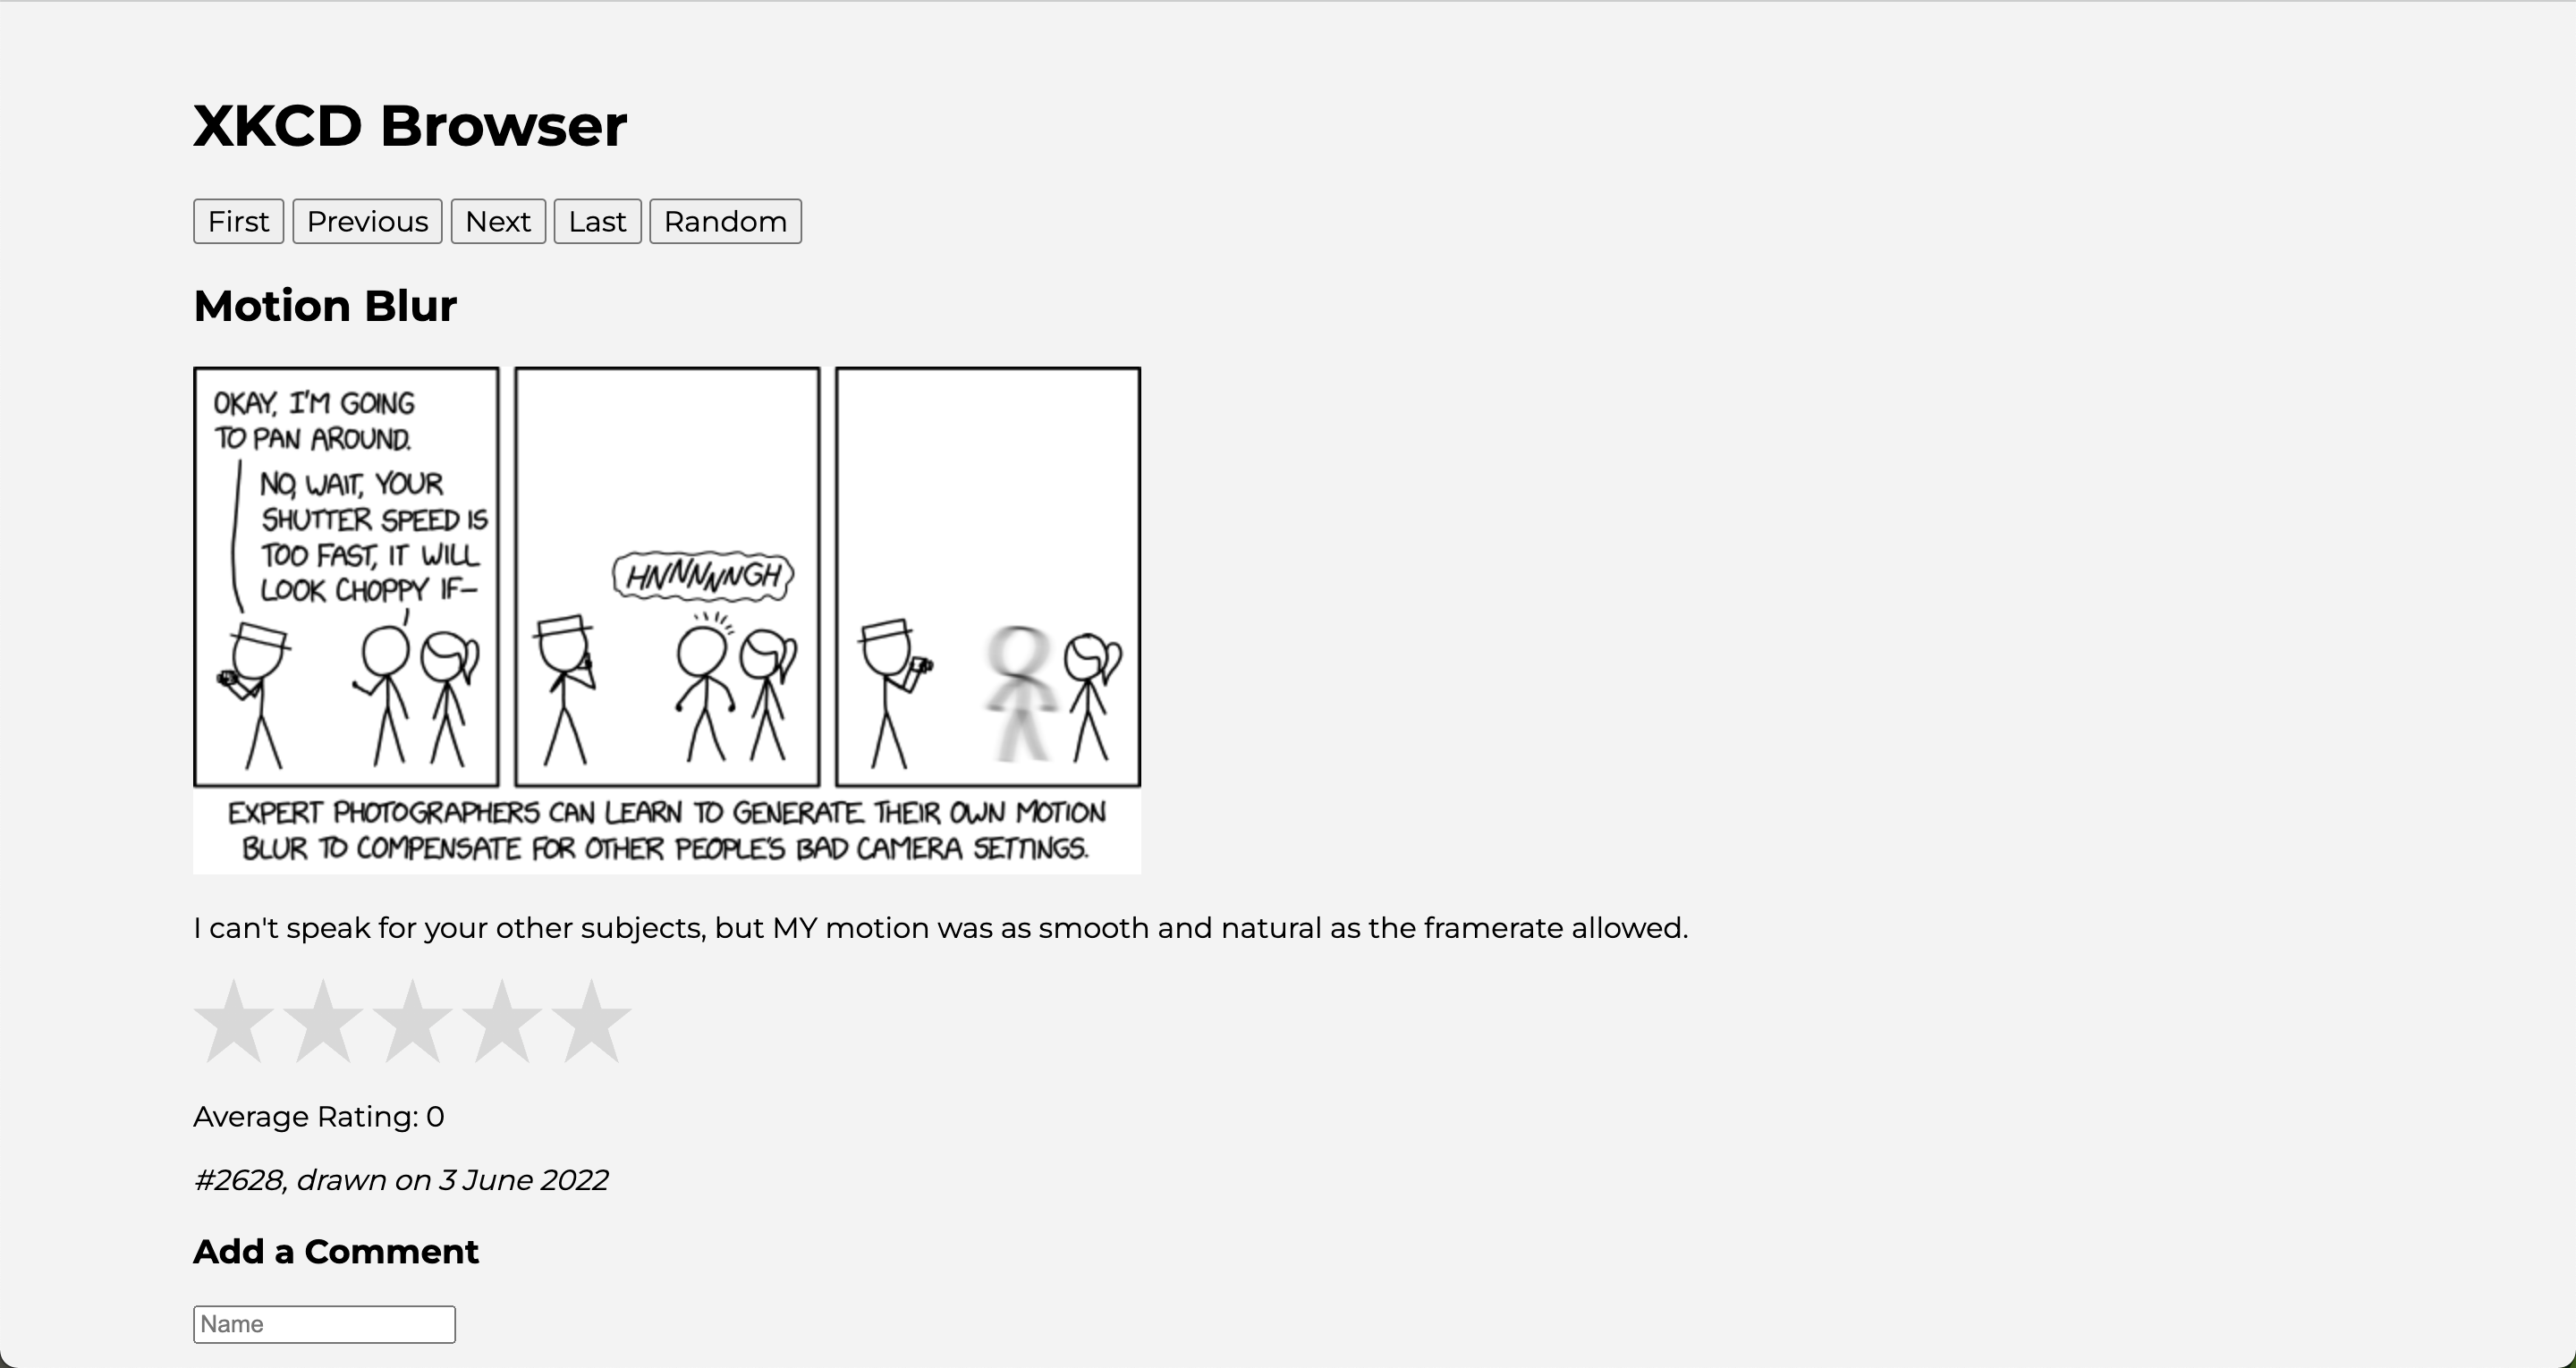 XKCD Browser
First Previous Next Last Random
Motion Blur
OKAY, I'M GOING
TO PAN AROUND.
NO, WAIT, YOUR
SHUTTER SPEED IS
TOO FAST, IT WILL
LOOK CHOPPY IF—
HNNNNNGH
EXPERT PHOTOGRAPHERS CAN LEARN TO GENERATE THEIR OWN MOTION
BLUR TO COMPENSATE FOR OTHER PEOPLE'S BAD CAMERA SETTINGS.
I can't speak for your other subjects, but MY motion was as smooth and natural as the framerate allowed.
Average Rating: 0
#2628, drawn on 3 June 2022
Add a Comment
Name